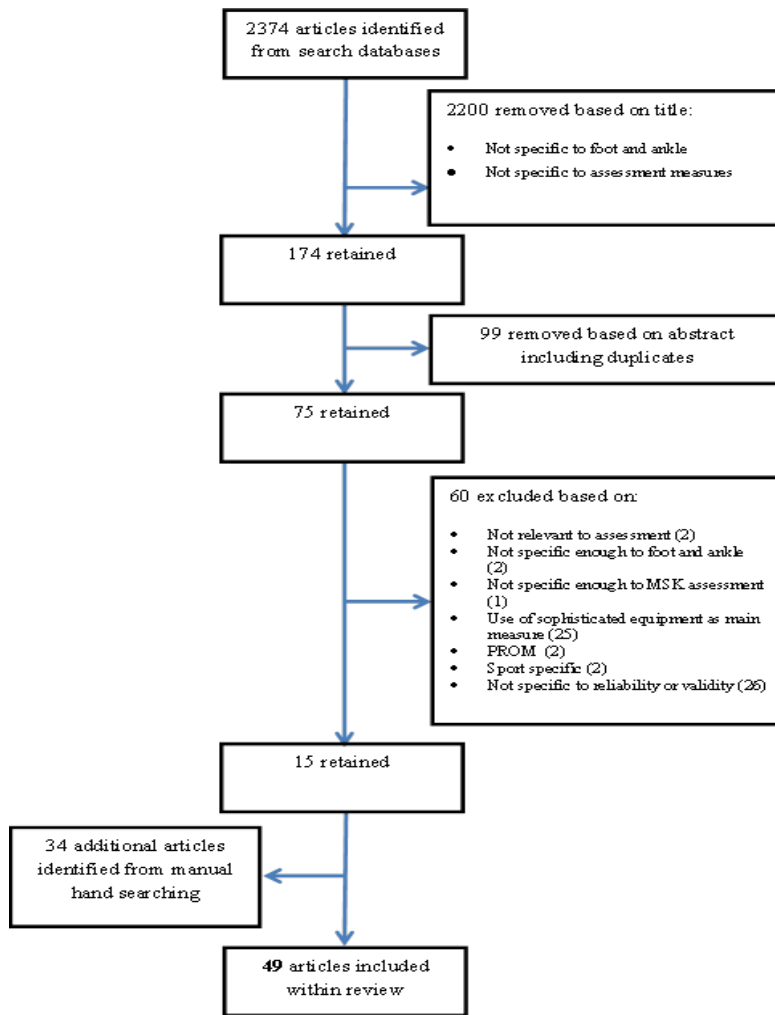 2374 articles identified
from search databases
2200 removed based on title:
• Not specific to foot and ankle
• Not specific to assessment measures
174 retained
99 removed based on abstract
including duplicates
75 retained
60 excluded based on:
• Not relevant to assessment (2)
• Not specific enough to foot and ankle
(2)
• Not specific enough to MSK assessment
(1)
• Use of sophisticated equipment as main
measure (25)
• PROM (2)
• Sport specific (2)
• Not specific to reliability or validity (26)
15 retained
34 additional articles
identified from manual
hand searching
49 articles included
within review